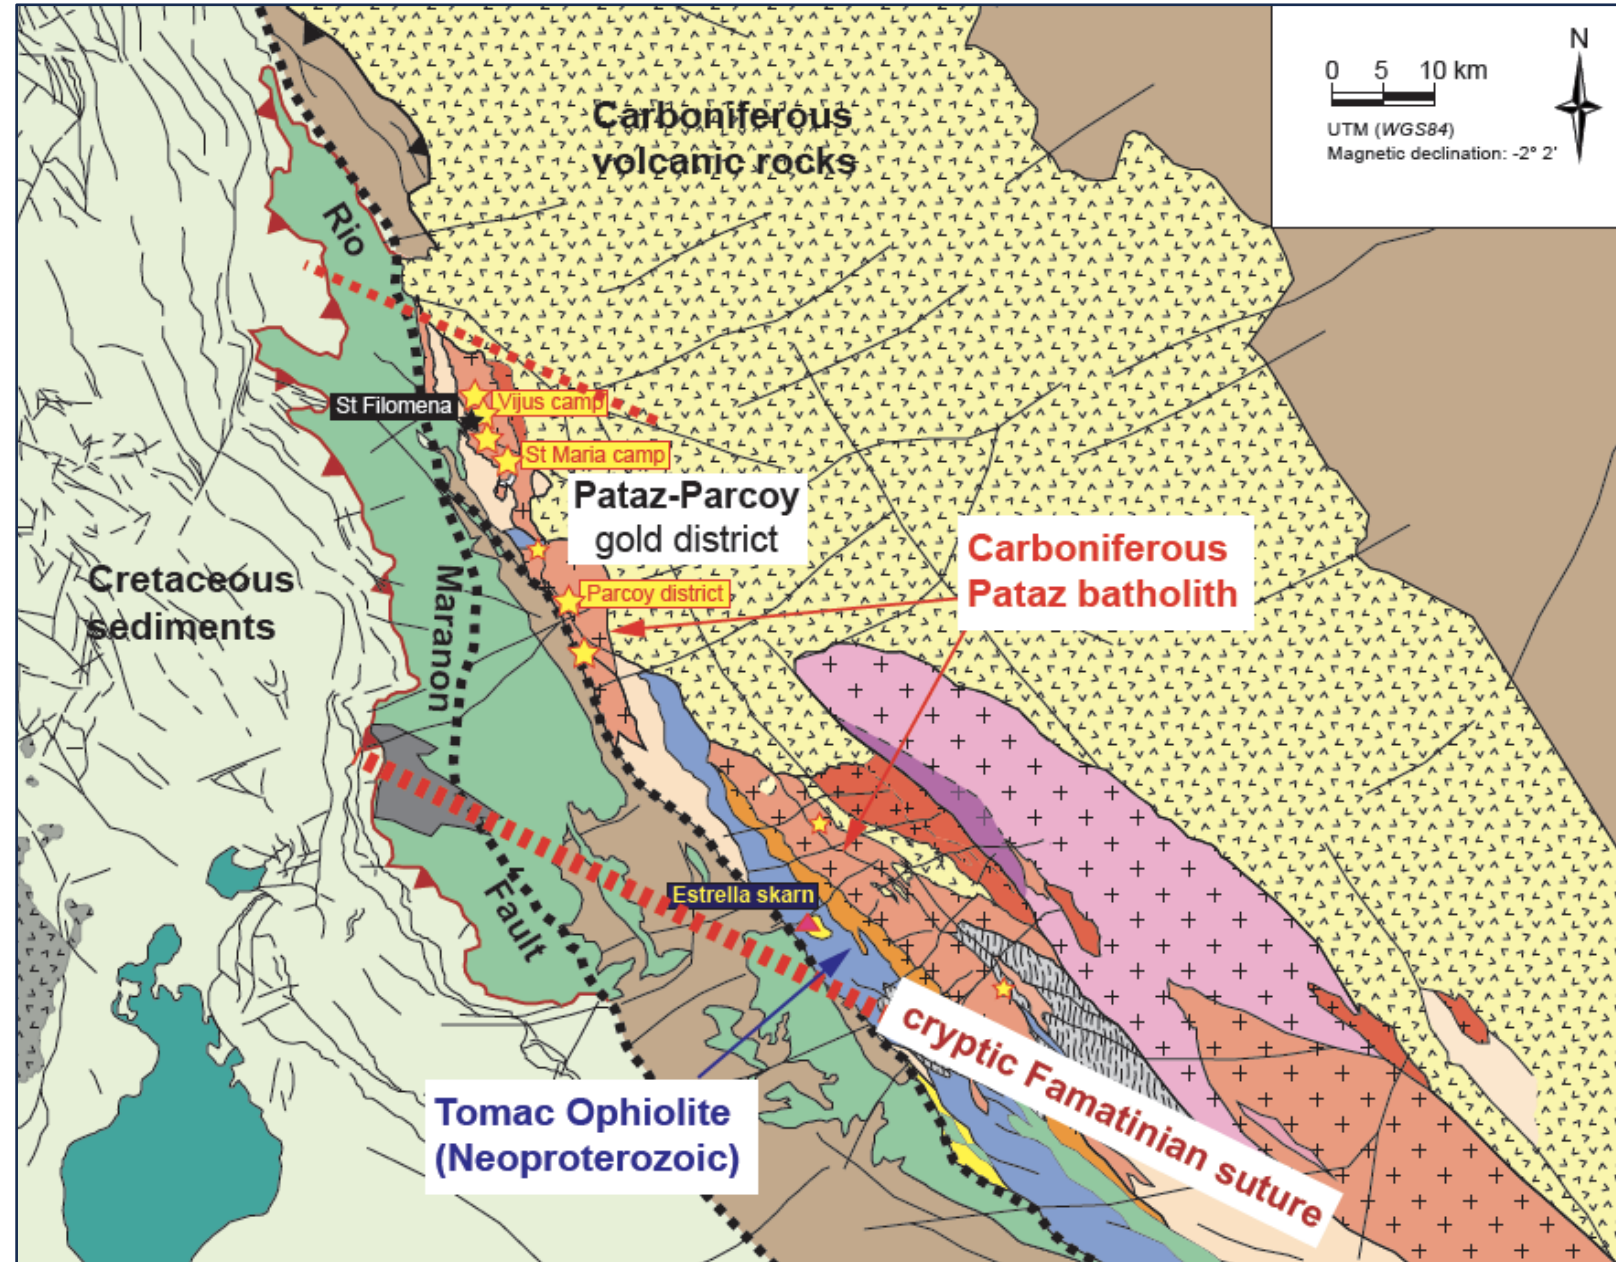 0 5 10 km
N
UTM (WGS84)
Magnetic declination: -2° 2'
Carboniferous
volcanic rocks
Rio
St Filomena
Vijus camp
St Maria camp
Pataz-Parcoy
gold district
Carboniferous
Pataz batholith
Cretaceous
sediments
Maranon
Parcoy district
Estrella skarn
Fault
cryptic Famatinian suture
Tomac Ophiolite
(Neoproterozoic)